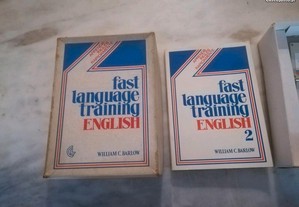 fast
language
training
ENGLISH
WILLIAM C. BARLOW
fast
language
training
ENGLISH
2
WILLIAM C. BARLOW